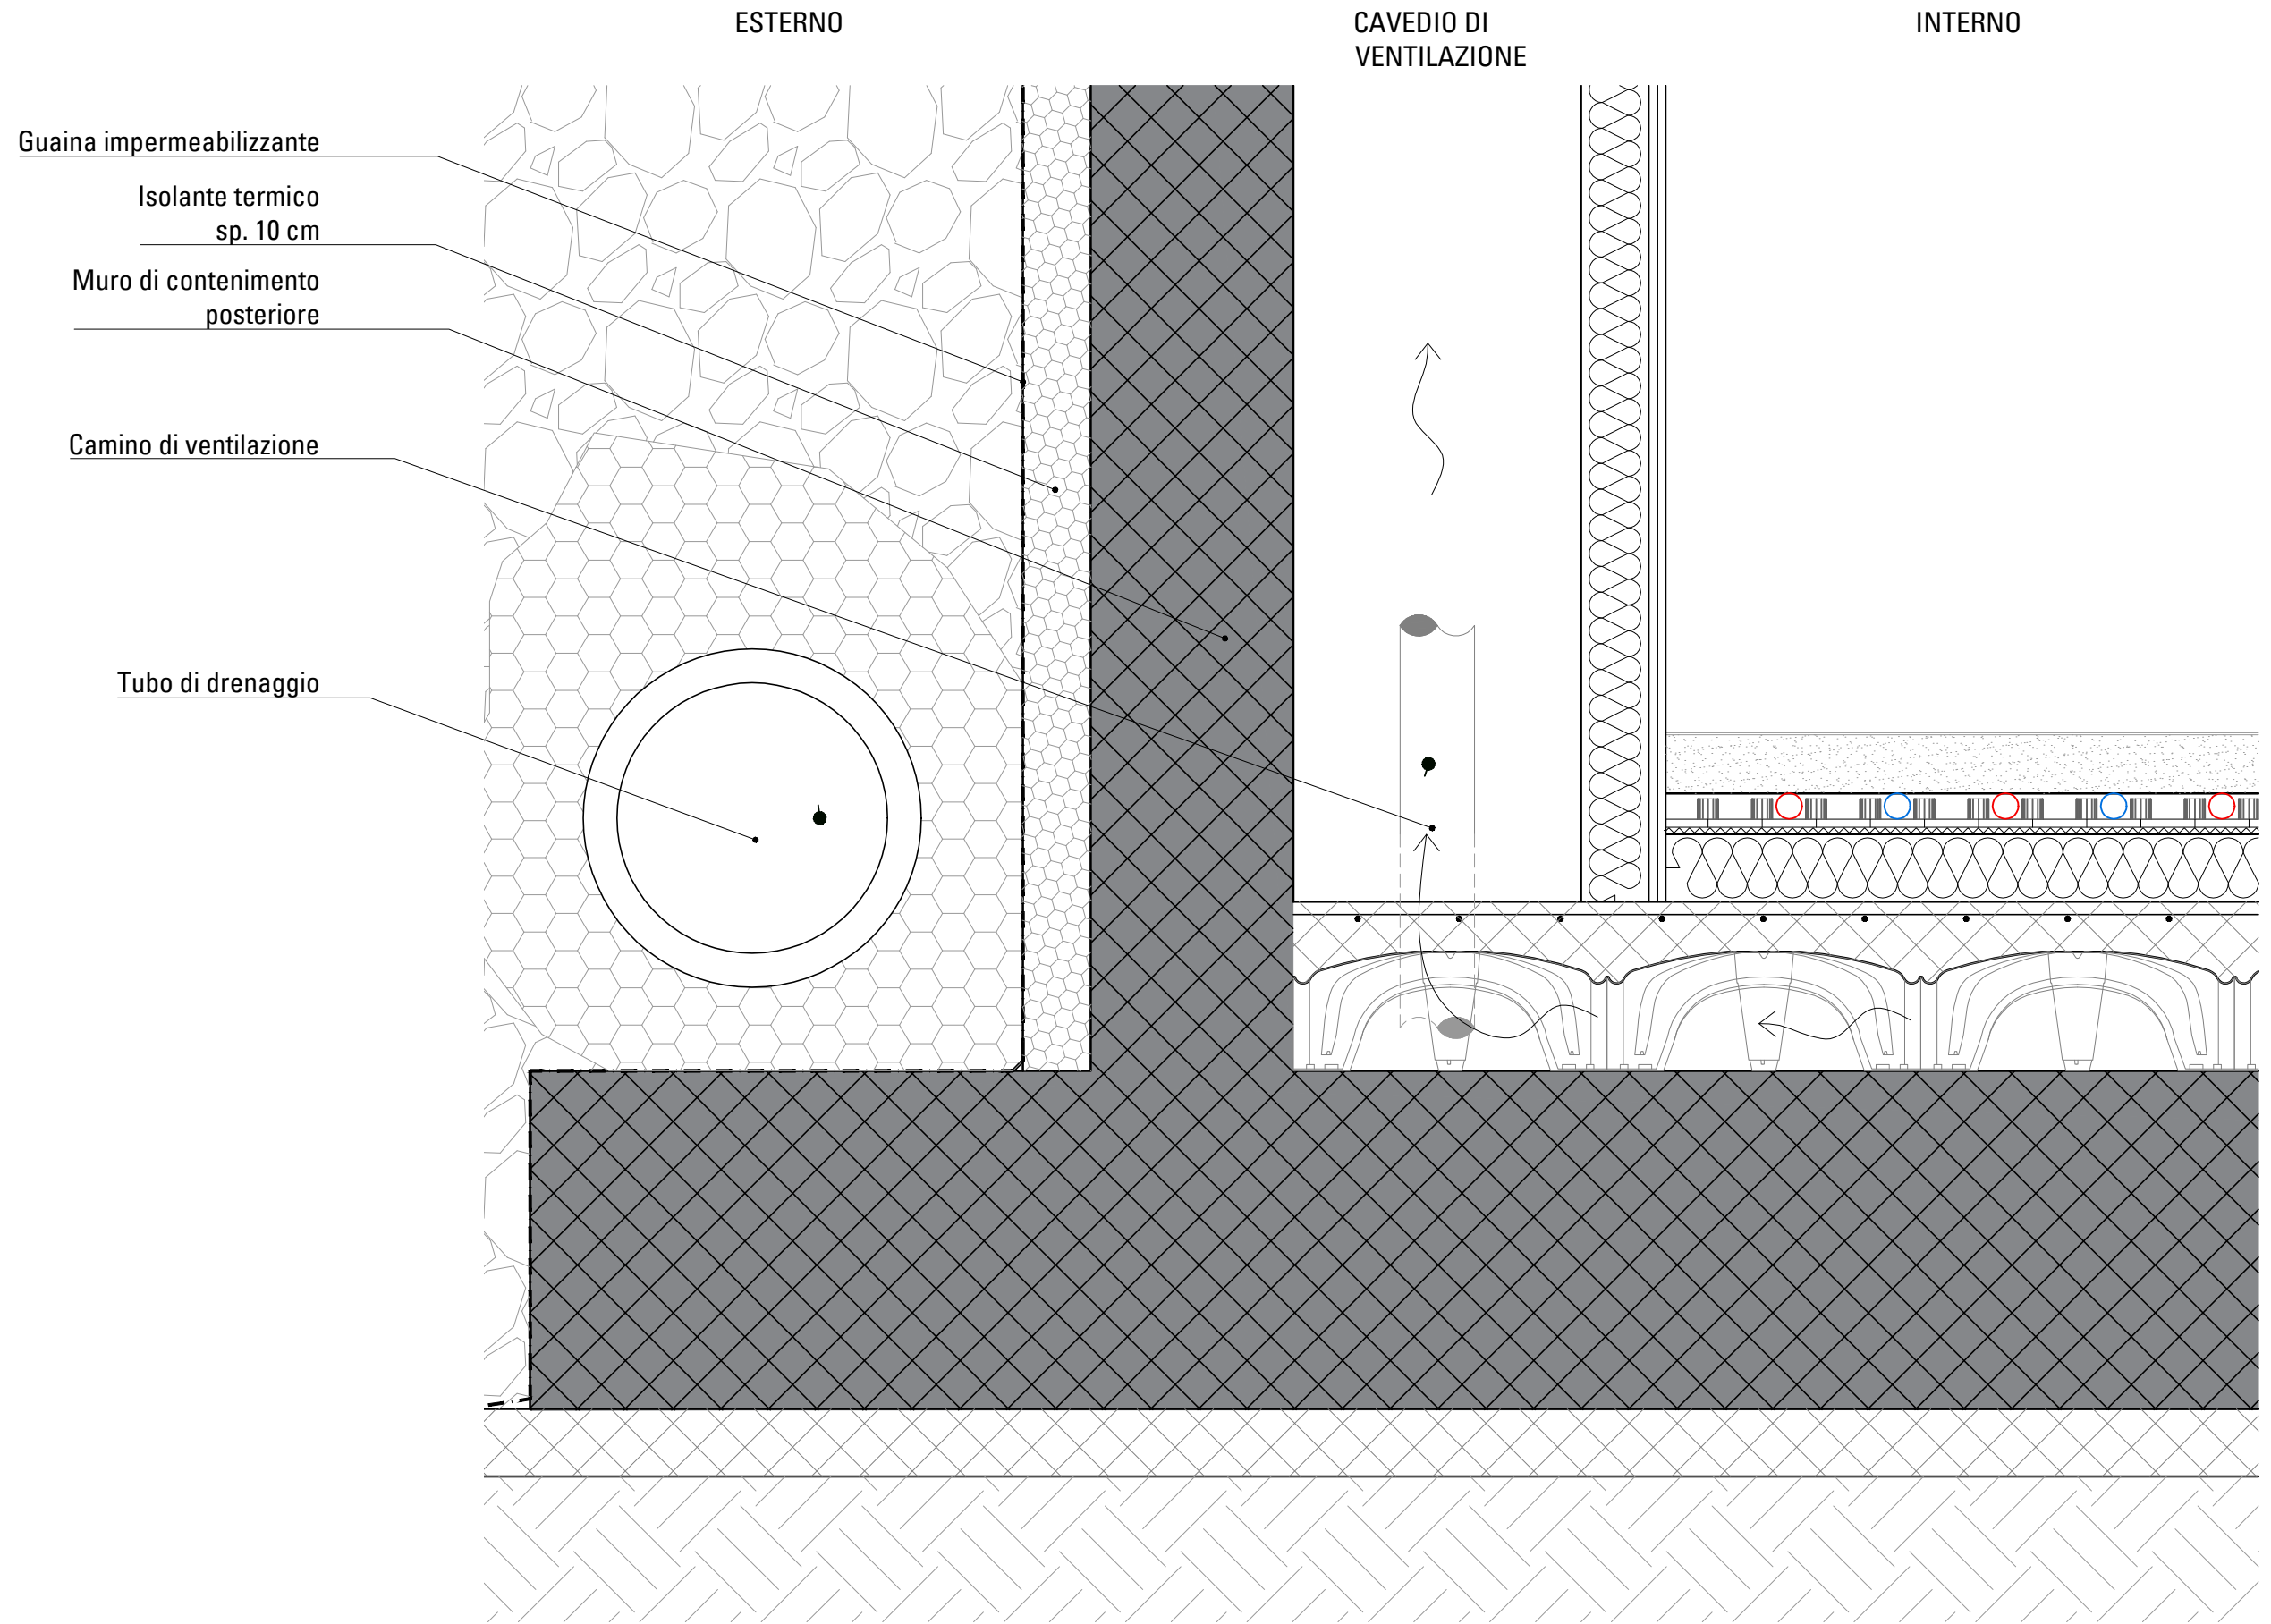 ESTERNO
CAVEDIO DI
VENTILAZIONE
INTERNO
Guaina impermeabilizzante
Isolante termico
sp. 10 cm
Muro di contenimento
posteriore
Camino di ventilazione
Tubo di drenaggio